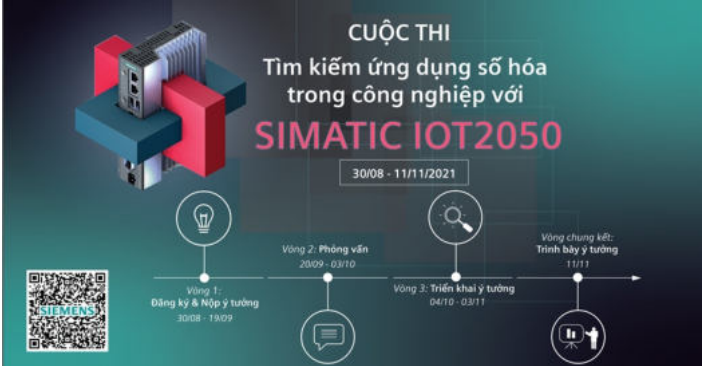 CUỘC THI
Tìm kiếm ứng dụng số hóa
trong công nghiệp với
SIMATIC IOT2050
30/08 - 11/11/2021
Vòng 1:
Đăng ký & Nộp ý tưởng
30/08 - 19/09
Vòng 2: Phỏng vấn
20/09 - 03/10
Vòng 3: Triển khai ý tưởng
04/10 - 03/11
Vòng chung kết:
Trình bày ý tưởng
11/11
SIEMENS